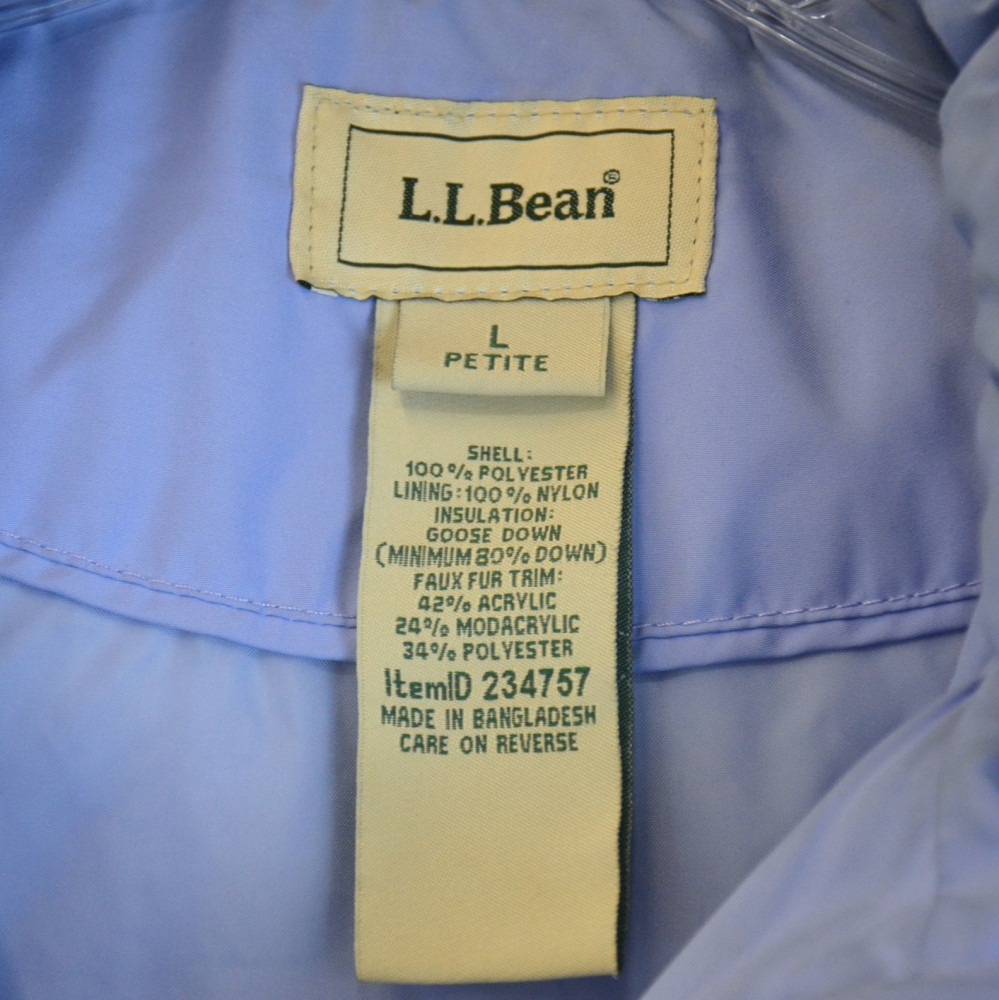 L.L.Bean®
L
PETITE
SHELL:
100% POLYESTER
LINING: 100% NYLON
INSULATION:
GOOSE DOWN
(MINIMUM 80% DOWN)
FAUX FUR TRIM:
42% ACRYLIC
24% MODACRYLIC
34% POLYESTER
ItemID 234757
MADE IN BANGLADESH
CARE ON REVERSE